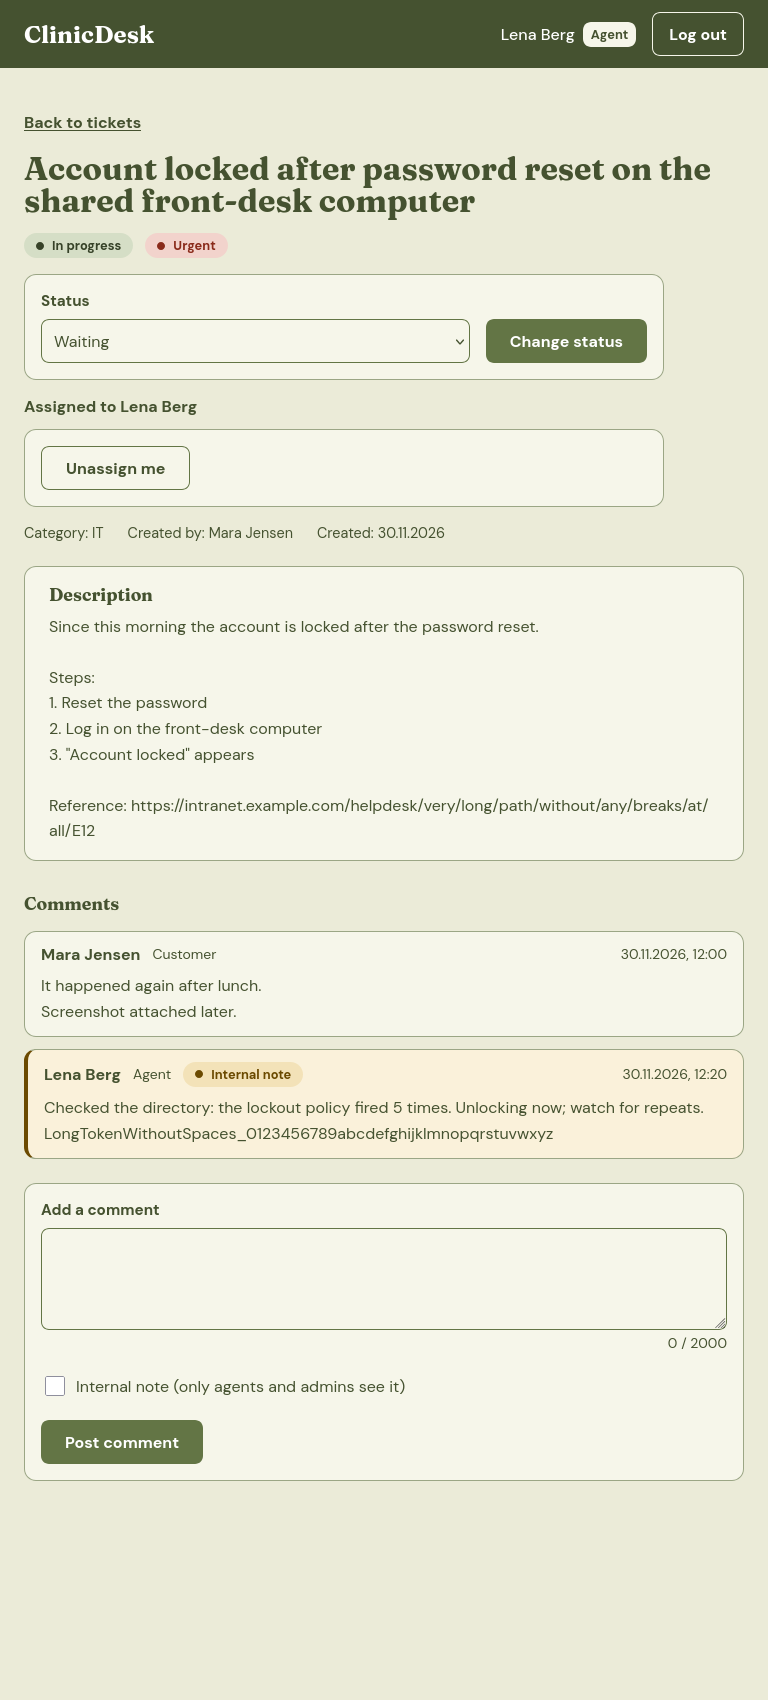 ClinicDesk
Lena Berg Agent Log out
Back to tickets
Account locked after password reset on the
shared front-desk computer
In progress Urgent
Status
Waiting Change status
Assigned to Lena Berg
Unassign me
Category: IT Created by: Mara Jensen Created: 30.11.2026
Description
Since this morning the account is locked after the password reset.
Steps:
1. Reset the password
2. Log in on the front-desk computer
3. "Account locked" appears
Reference: https://intranet.example.com/helpdesk/very/long/path/without/any/breaks/at/
all/E12
Comments
Mara Jensen Customer 30.11.2026, 12:00
It happened again after lunch.
Screenshot attached later.
Lena Berg Agent Internal note 30.11.2026, 12:20
Checked the directory: the lockout policy fired 5 times. Unlocking now; watch for repeats.
LongTokenWithoutSpaces_0123456789abcdefghijklmnopqrstuvwxyz
Add a comment
0 / 2000
Internal note (only agents and admins see it)
Post comment